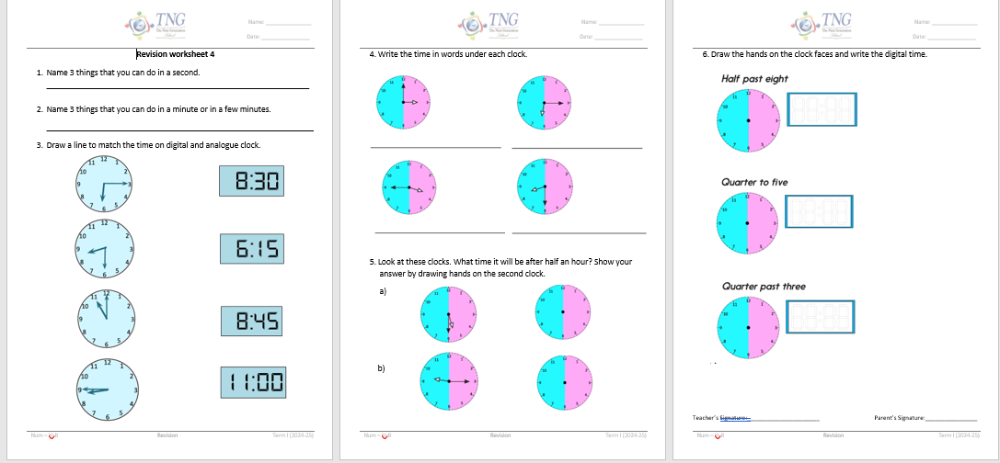 TNG
The Next Generation
School
Name: ______________
Date: ______________
Revision worksheet 4
1. Name 3 things that you can do in a second.
2. Name 3 things that you can do in a minute or in a few minutes.
3. Draw a line to match the time on digital and analogue clock.
8:30
6:15
8:45
11:00
Revision
Term I (2024-25)
TNG
The Next Generation
School
Name: ______________
Date: ______________
4. Write the time in words under each clock.
5. Look at these clocks. What time it will be after half an hour? Show your
answer by drawing hands on the second clock.
a)
b)
Revision
Term I (2024-25)
TNG
The Next Generation
School
Name: ______________
Date: ______________
6. Draw the hands on the clock faces and write the digital time.
Half past eight
Quarter to five
Quarter past three
Teacher's Signature:______________
Parent's Signature:______________
Revision
Term I (2024-25)